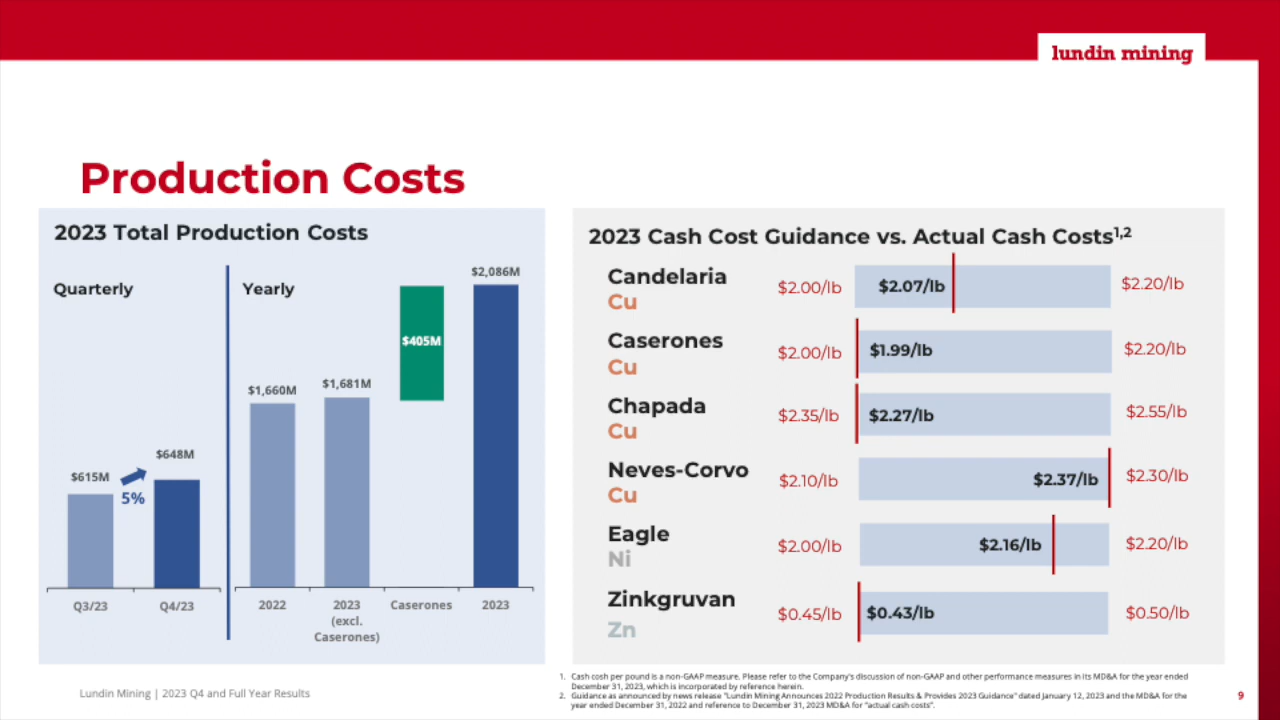 lundin mining
Production Costs
2023 Total Production Costs
Quarterly
Yearly
$615M
5%
$648M
$1,660M
$1,681M
$405M
$2,086M
Q3/23
Q4/23
2022
2023
(excl.
Caserones)
Caserones
2023
2023 Cash Cost Guidance vs. Actual Cash Costs1,2
Candelaria
Cu
$2.00/lb
$2.07/lb
$2.20/lb
Caserones
Cu
$2.00/lb
$1.99/lb
$2.20/lb
Chapada
Cu
$2.35/lb
$2.27/lb
$2.55/lb
Neves-Corvo
Cu
$2.10/lb
$2.37/lb
$2.30/lb
Eagle
Ni
$2.00/lb
$2.16/lb
$2.20/lb
Zinkgruvan
Zn
$0.45/lb
$0.43/lb
$0.50/lb
Lundin Mining | 2023 Q4 and Full Year Results
1. Cash cost per pound is a non-GAAP measure. Please refer to the Company's discussion of non-GAAP and other performance measures in its MD&A for the year ended
December 31, 2023, which is incorporated by reference herein.
2. Guidance as announced by news release "Lundin Mining Announces 2022 Production Results & Provides 2023 Guidance" dated January 12, 2023 and the MD&A for the
year ended December 31, 2022 and reference to December 31, 2023 MD&A for "actual cash costs".
9